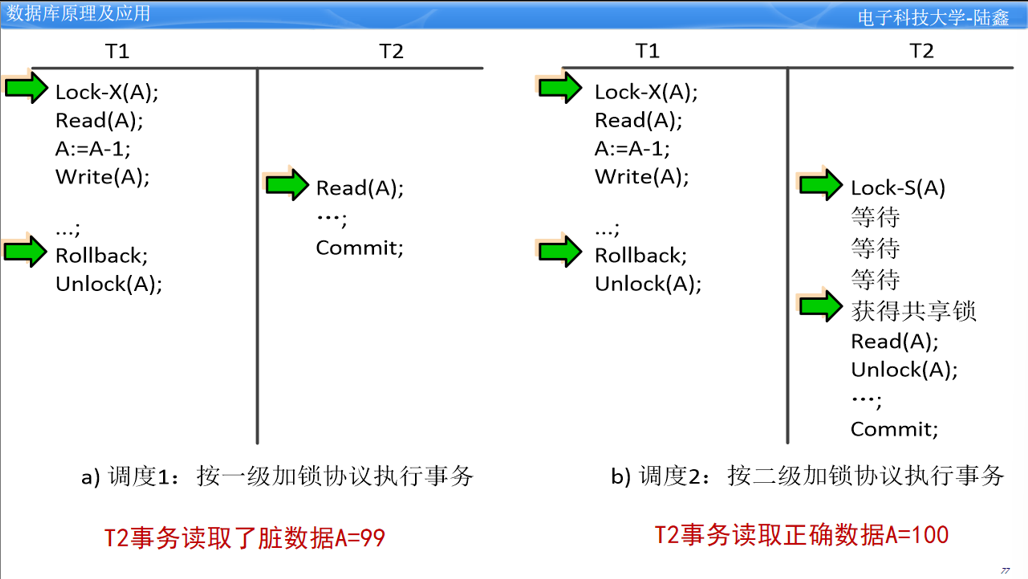 数据库原理及应用
电子科技大学-陆鑫
T1
T2
Lock-X(A);
Read(A);
A:=A-1;
Write(A);
Read(A);
…;
...;
Commit;
Rollback;
Unlock(A);
a) 调度1：按一级加锁协议执行事务
T2事务读取了脏数据A=99
T1
T2
Lock-X(A);
Read(A);
A:=A-1;
Write(A);
Lock-S(A)
等待
...;
等待
Rollback;
等待
Unlock(A);
获得共享锁
Read(A);
Unlock(A);
…;
Commit;
b) 调度2：按二级加锁协议执行事务
T2事务读取正确数据A=100
77